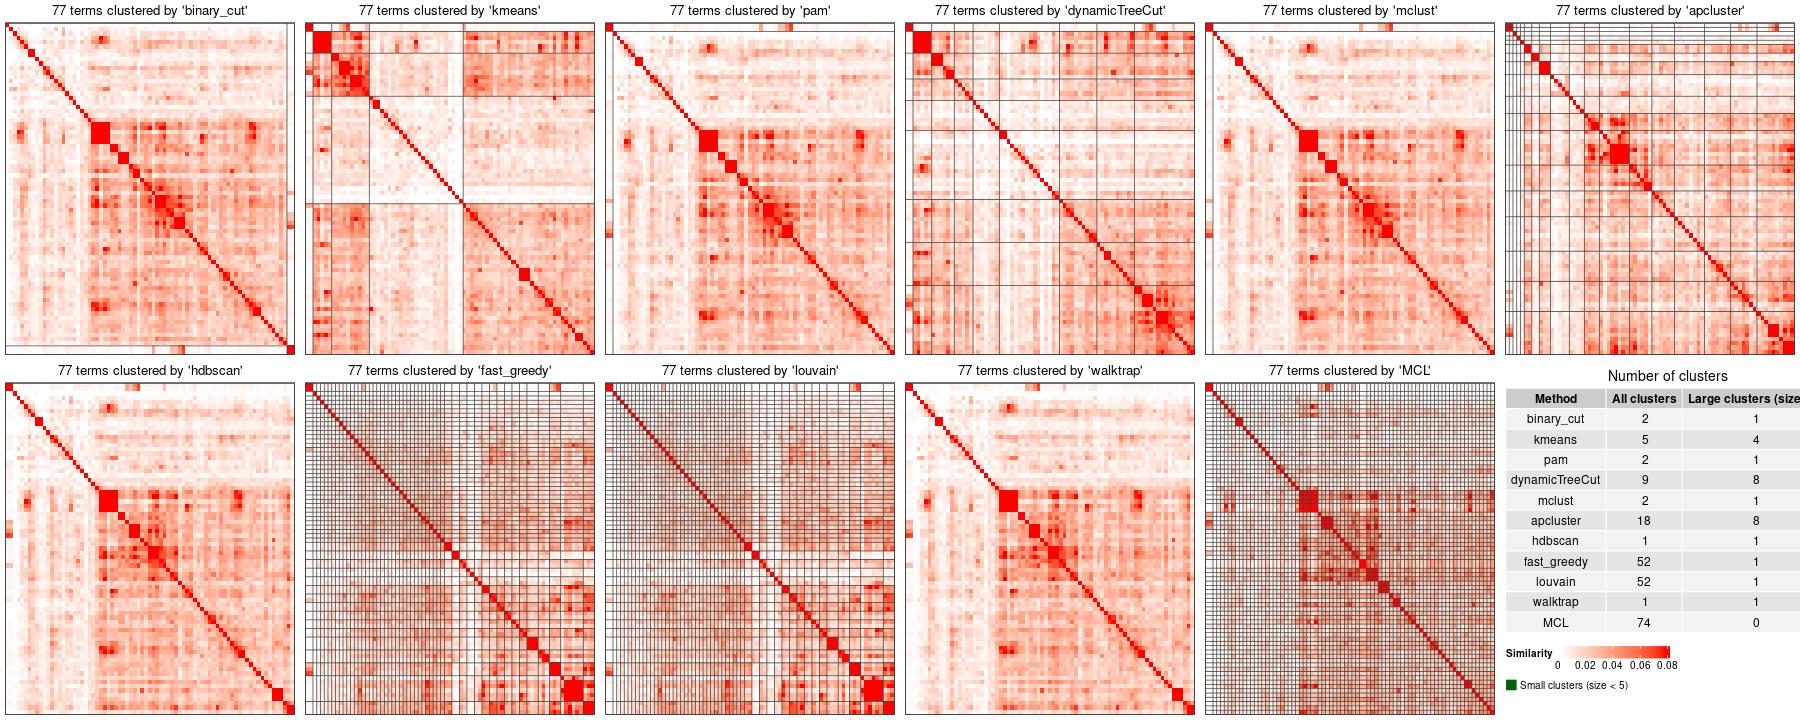 77 terms clustered by 'binary_cut'
77 terms clustered by 'kmeans'
77 terms clustered by 'pam'
77 terms clustered by 'dynamicTreeCut'
77 terms clustered by 'mclust'
77 terms clustered by 'apcluster'
77 terms clustered by 'hdbscan'
77 terms clustered by 'fast_greedy'
77 terms clustered by 'louvain'
77 terms clustered by 'walktrap'
77 terms clustered by 'MCL'
Number of clusters
Method All clusters Large clusters (size
binary_cut 2 1
kmeans 5 4
pam 2 1
dynamicTreeCut 9 8
mclust 2 1
apcluster 18 8
hdbscan 1 1
fast_greedy 52 1
louvain 52 1
walktrap 1 1
MCL 74 0
Similarity
0 0.02 0.04 0.06 0.08
Small clusters (size < 5)